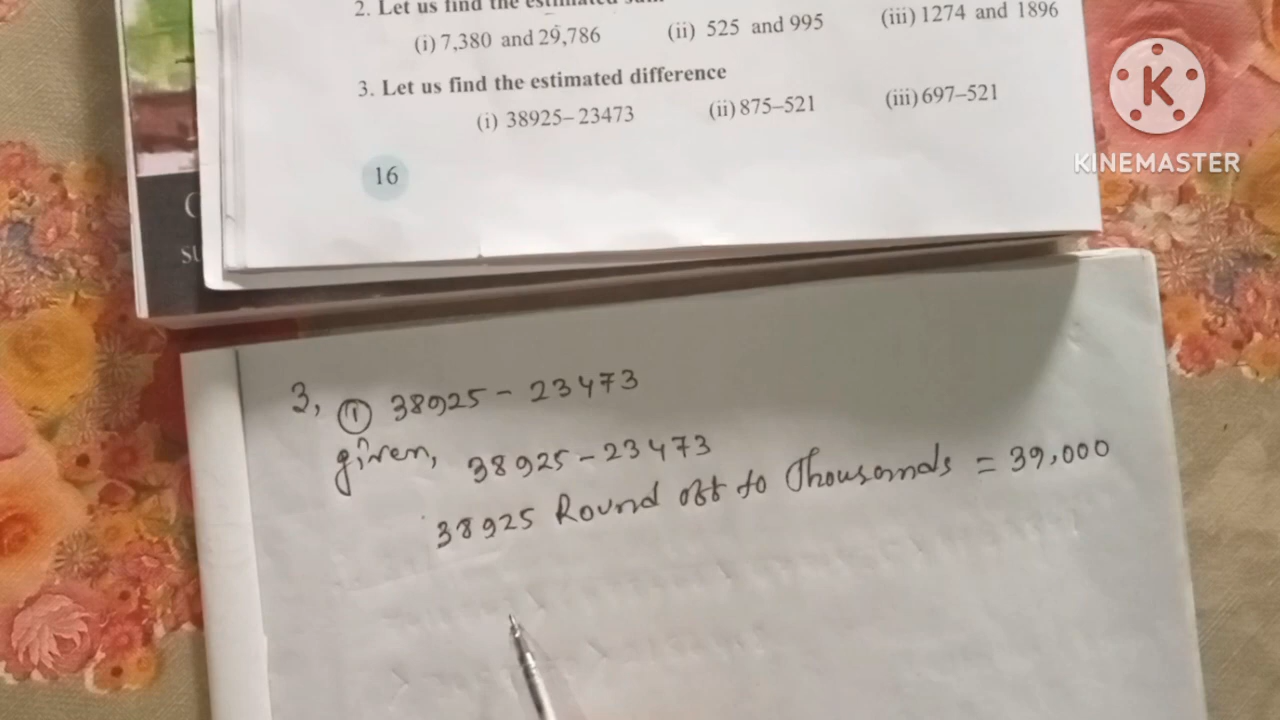 2. Let us find the estimated sum
(i) 7,380 and 29,786 (ii) 525 and 995 (iii) 1274 and 1896
3. Let us find the estimated difference
(i) 38925–23473 (ii) 875–521 (iii) 697–521
16
K
KINEMASTER
3, (1) 38925 - 23473
given, 38925 - 23473
38925 Round off to Thousands = 39,000